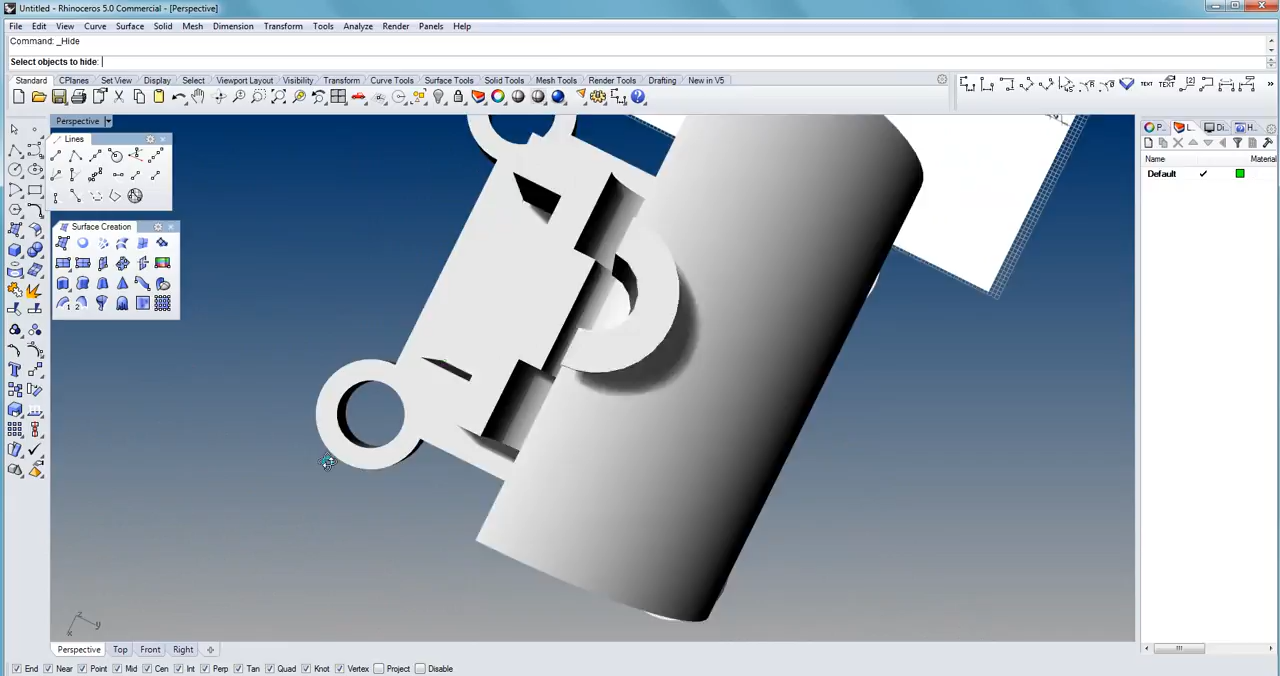 Untitled - Rhinoceros 5.0 Commercial - [Perspective]
File Edit View Curve Surface Solid Mesh Dimension Transform Tools Analyze Render Panels Help
Command: _Hide
Select objects to hide:
Standard CPlanes Set View Display Select Viewport Layout Visibility Transform Curve Tools Surface Tools Solid Tools Mesh Tools Render Tools Drafting New in V5
TEXT TEXT
Perspective
P... L... Di... H...
Lines
Name Material
Default
Surface Creation
z
x y
Perspective Top Front Right
End Near Point Mid Cen Int Perp Tan Quad Knot Vertex Project Disable